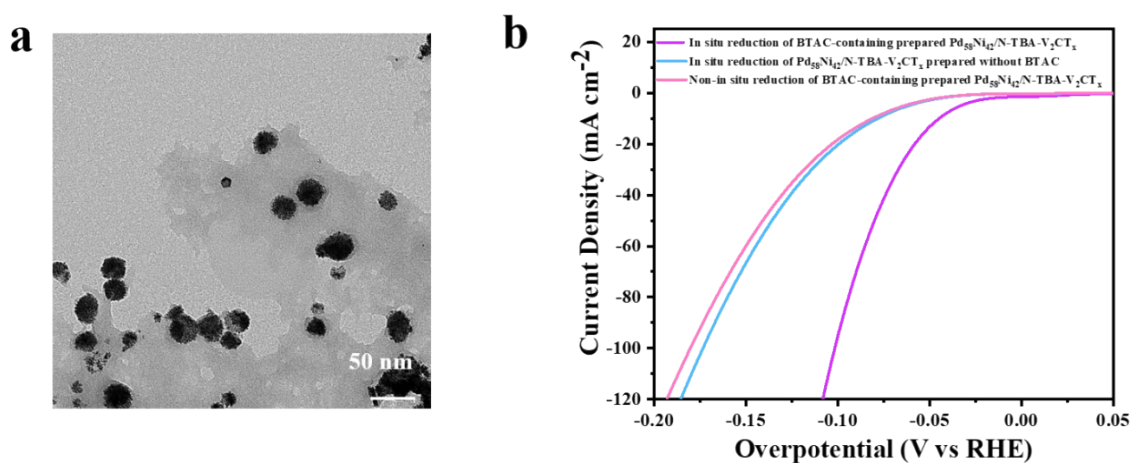 a
50 nm
b
In situ reduction of BTAC-containing prepared Pd₅₈Ni₄₂/N-TBA-V₂CTₓ
In situ reduction of Pd₅₈Ni₄₂/N-TBA-V₂CTₓ prepared without BTAC
Non-in situ reduction of BTAC-containing prepared Pd₅₈Ni₄₂/N-TBA-V₂CTₓ
Current Density (mA cm⁻²)
20
0
-20
-40
-60
-80
-100
-120
-0.20 -0.15 -0.10 -0.05 0.00 0.05
Overpotential (V vs RHE)